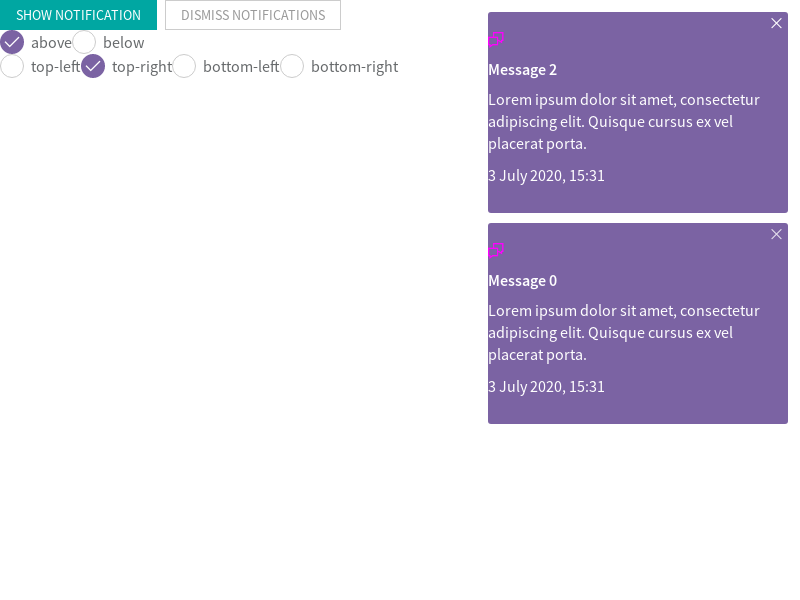 SHOW NOTIFICATION DISMISS NOTIFICATIONS
above below
top-left top-right bottom-left bottom-right
Message 2
Lorem ipsum dolor sit amet, consectetur
adipiscing elit. Quisque cursus ex vel
placerat porta.
3 July 2020, 15:31
Message 0
Lorem ipsum dolor sit amet, consectetur
adipiscing elit. Quisque cursus ex vel
placerat porta.
3 July 2020, 15:31